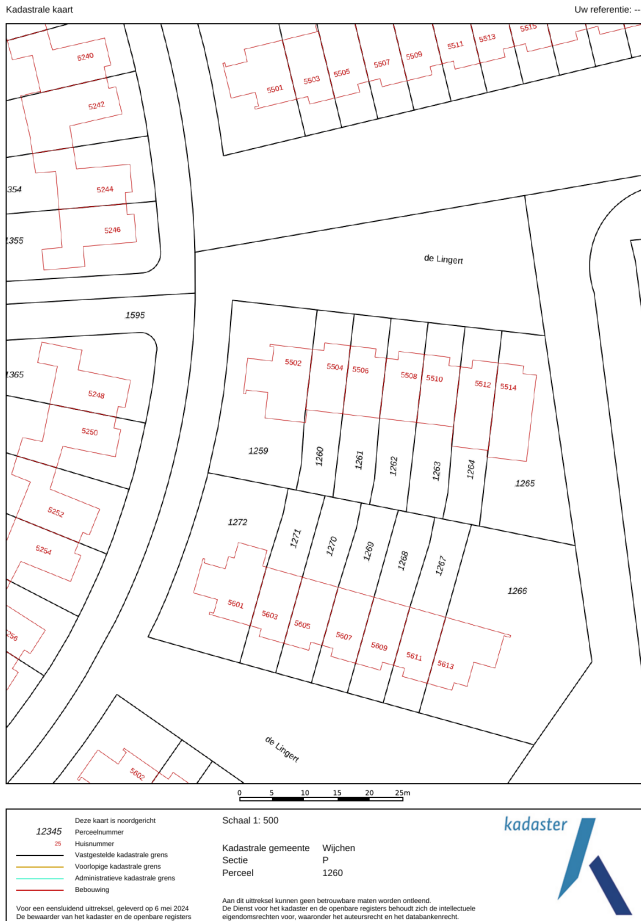 Kadastrale kaart
Uw referentie: --
5240
5242
5244
5246
1354
1355
1595
1365
5248
5250
5252
5254
5256
5501
5503
5505
5507
5509
5511
5513
5515
de Lingert
5502
5504
5506
5508
5510
5512
5514
1259
1260
1261
1262
1263
1264
1265
1272
1271
1270
1269
1268
1267
1266
5601
5603
5605
5607
5609
5611
5613
de Lingert
5602
0 5 10 15 20 25m
Deze kaart is noordgericht
12345 Perceelnummer
25 Huisnummer
Vastgestelde kadastrale grens
Voorlopige kadastrale grens
Administratieve kadastrale grens
Bebouwing
Voor een eensluidend uittreksel, geleverd op 6 mei 2024
De bewaarder van het kadaster en de openbare registers
Schaal 1: 500
Kadastrale gemeente Wijchen
Sectie P
Perceel 1260
Aan dit uittreksel kunnen geen betrouwbare maten worden ontleend.
De Dienst voor het kadaster en de openbare registers behoudt zich de intellectuele
eigendomsrechten voor, waaronder het auteursrecht en het databankenrecht.
kadaster